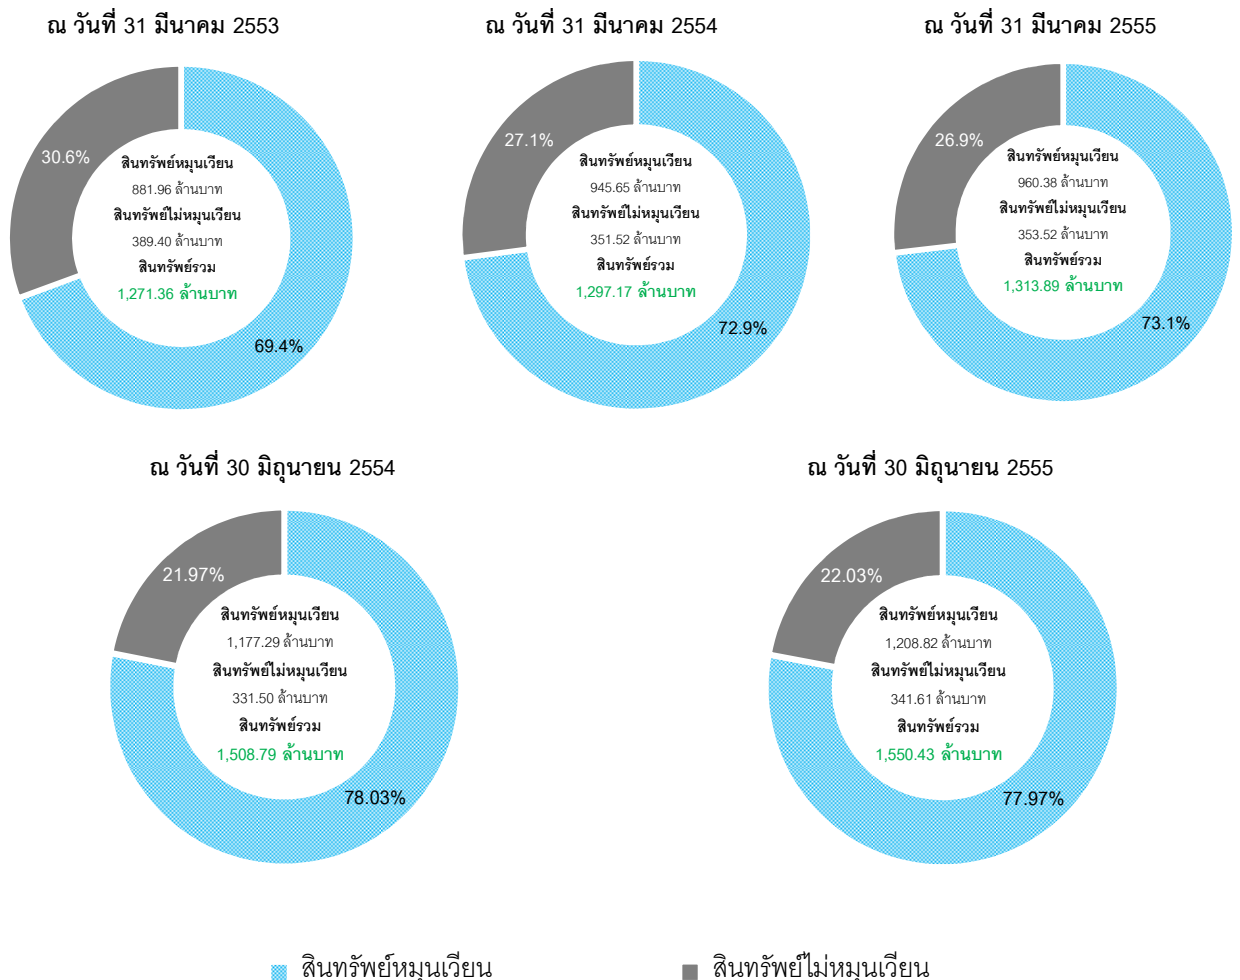 ณ วันที่ 31 มีนาคม 2553
30.6%
สินทรัพย์หมุนเวียน
881.96 ล้านบาท
สินทรัพย์ไม่หมุนเวียน
389.40 ล้านบาท
สินทรัพย์รวม
1,271.36 ล้านบาท
69.4%
ณ วันที่ 31 มีนาคม 2554
27.1%
สินทรัพย์หมุนเวียน
945.65 ล้านบาท
สินทรัพย์ไม่หมุนเวียน
351.52 ล้านบาท
สินทรัพย์รวม
1,297.17 ล้านบาท
72.9%
ณ วันที่ 31 มีนาคม 2555
26.9%
สินทรัพย์หมุนเวียน
960.38 ล้านบาท
สินทรัพย์ไม่หมุนเวียน
353.52 ล้านบาท
สินทรัพย์รวม
1,313.89 ล้านบาท
73.1%
ณ วันที่ 30 มิถุนายน 2554
21.97%
สินทรัพย์หมุนเวียน
1,177.29 ล้านบาท
สินทรัพย์ไม่หมุนเวียน
331.50 ล้านบาท
สินทรัพย์รวม
1,508.79 ล้านบาท
78.03%
ณ วันที่ 30 มิถุนายน 2555
22.03%
สินทรัพย์หมุนเวียน
1,208.82 ล้านบาท
สินทรัพย์ไม่หมุนเวียน
341.61 ล้านบาท
สินทรัพย์รวม
1,550.43 ล้านบาท
77.97%
สินทรัพย์หมุนเวียน
สินทรัพย์ไม่หมุนเวียน